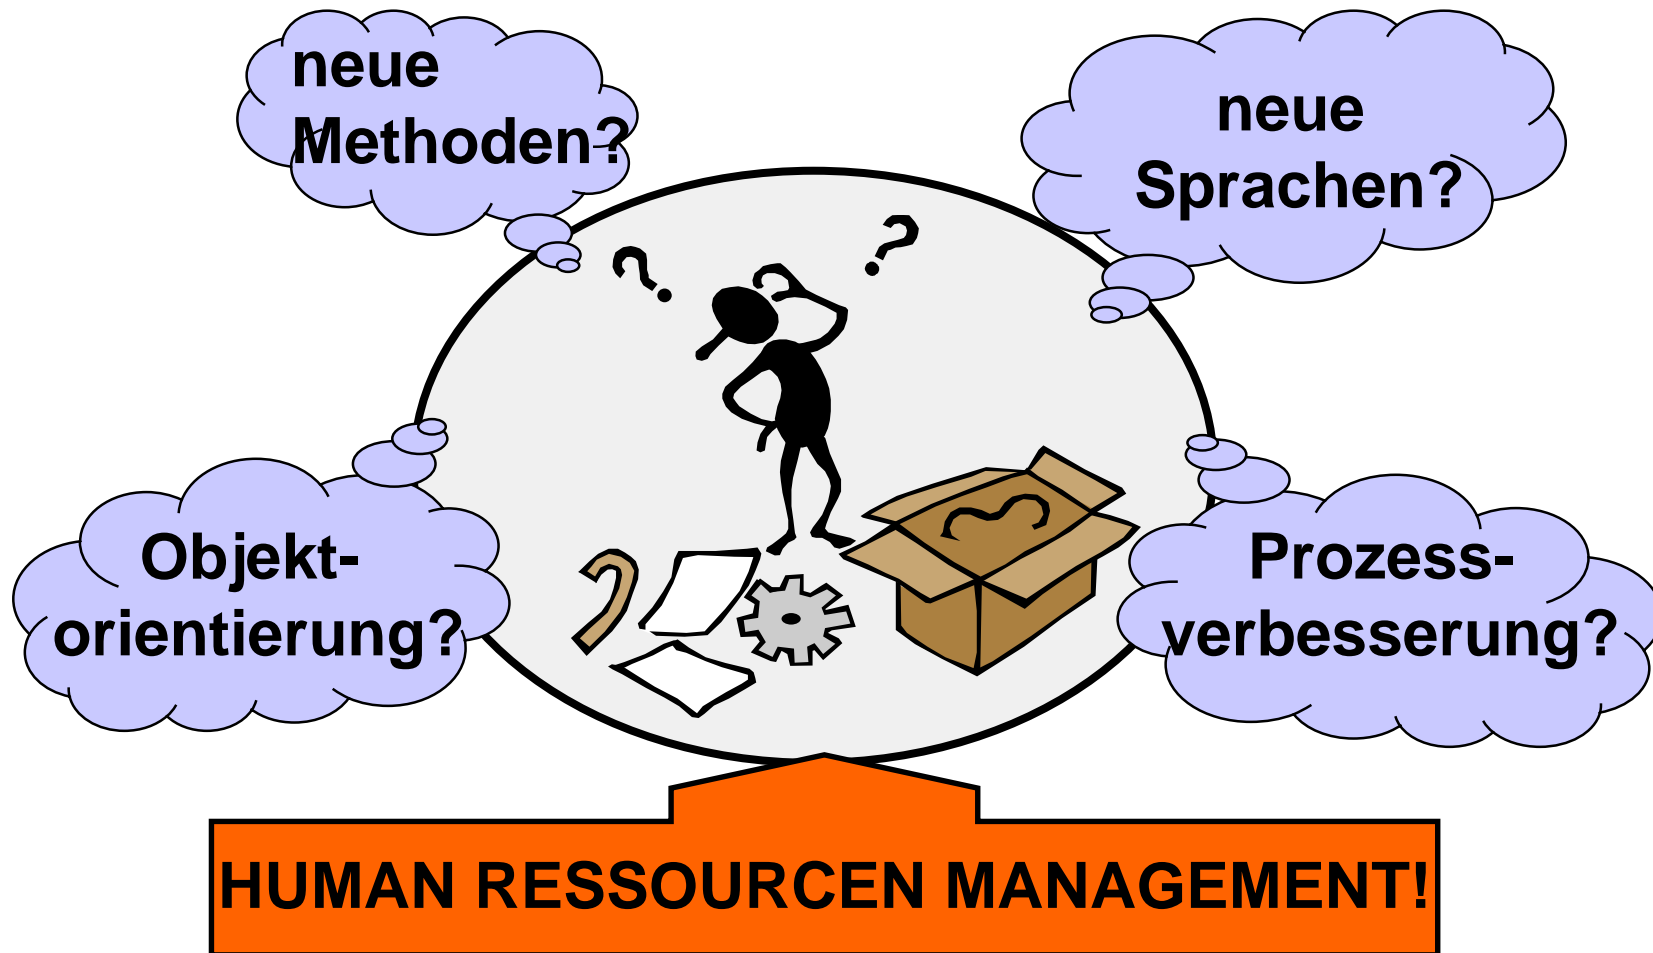 neue
Methoden?
neue
Sprachen?
? ?
Objekt-
orientierung?
Prozess-
verbesserung?
HUMAN RESSOURCEN MANAGEMENT!